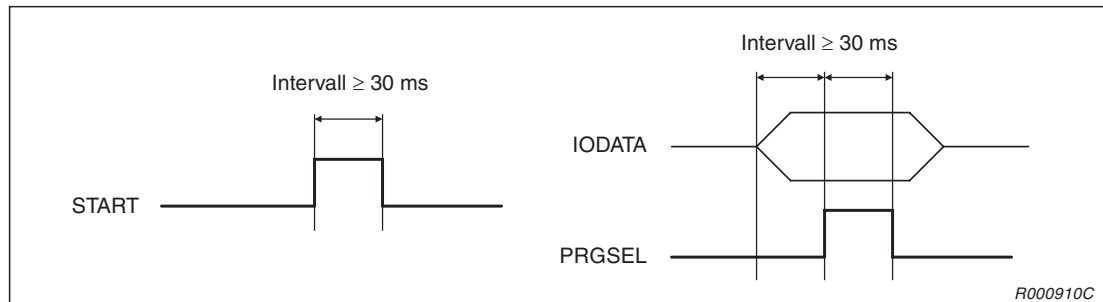 Intervall ≥ 30 ms
START
Intervall ≥ 30 ms
IODATA
PRGSEL
R000910C